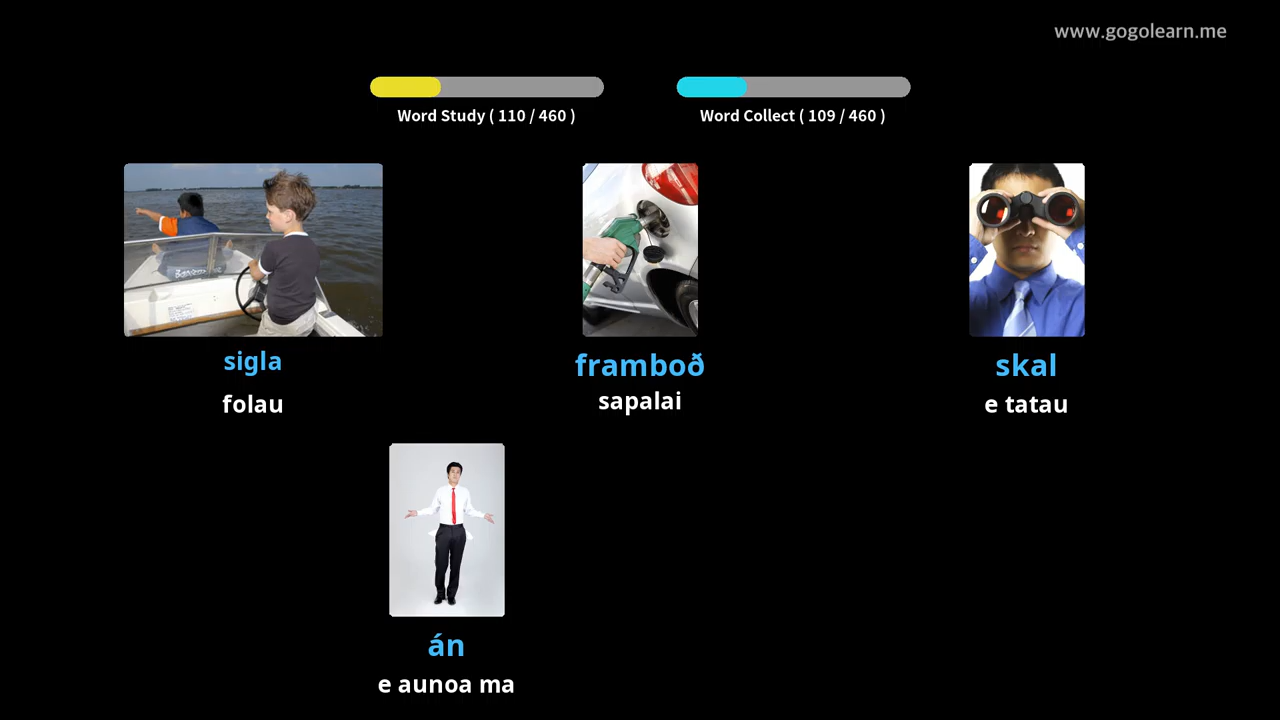 www.gogolearn.me
Word Study ( 110 / 460 )
Word Collect ( 109 / 460 )
sigla
folau
framboð
sapalai
skal
e tatau
án
e aunoa ma